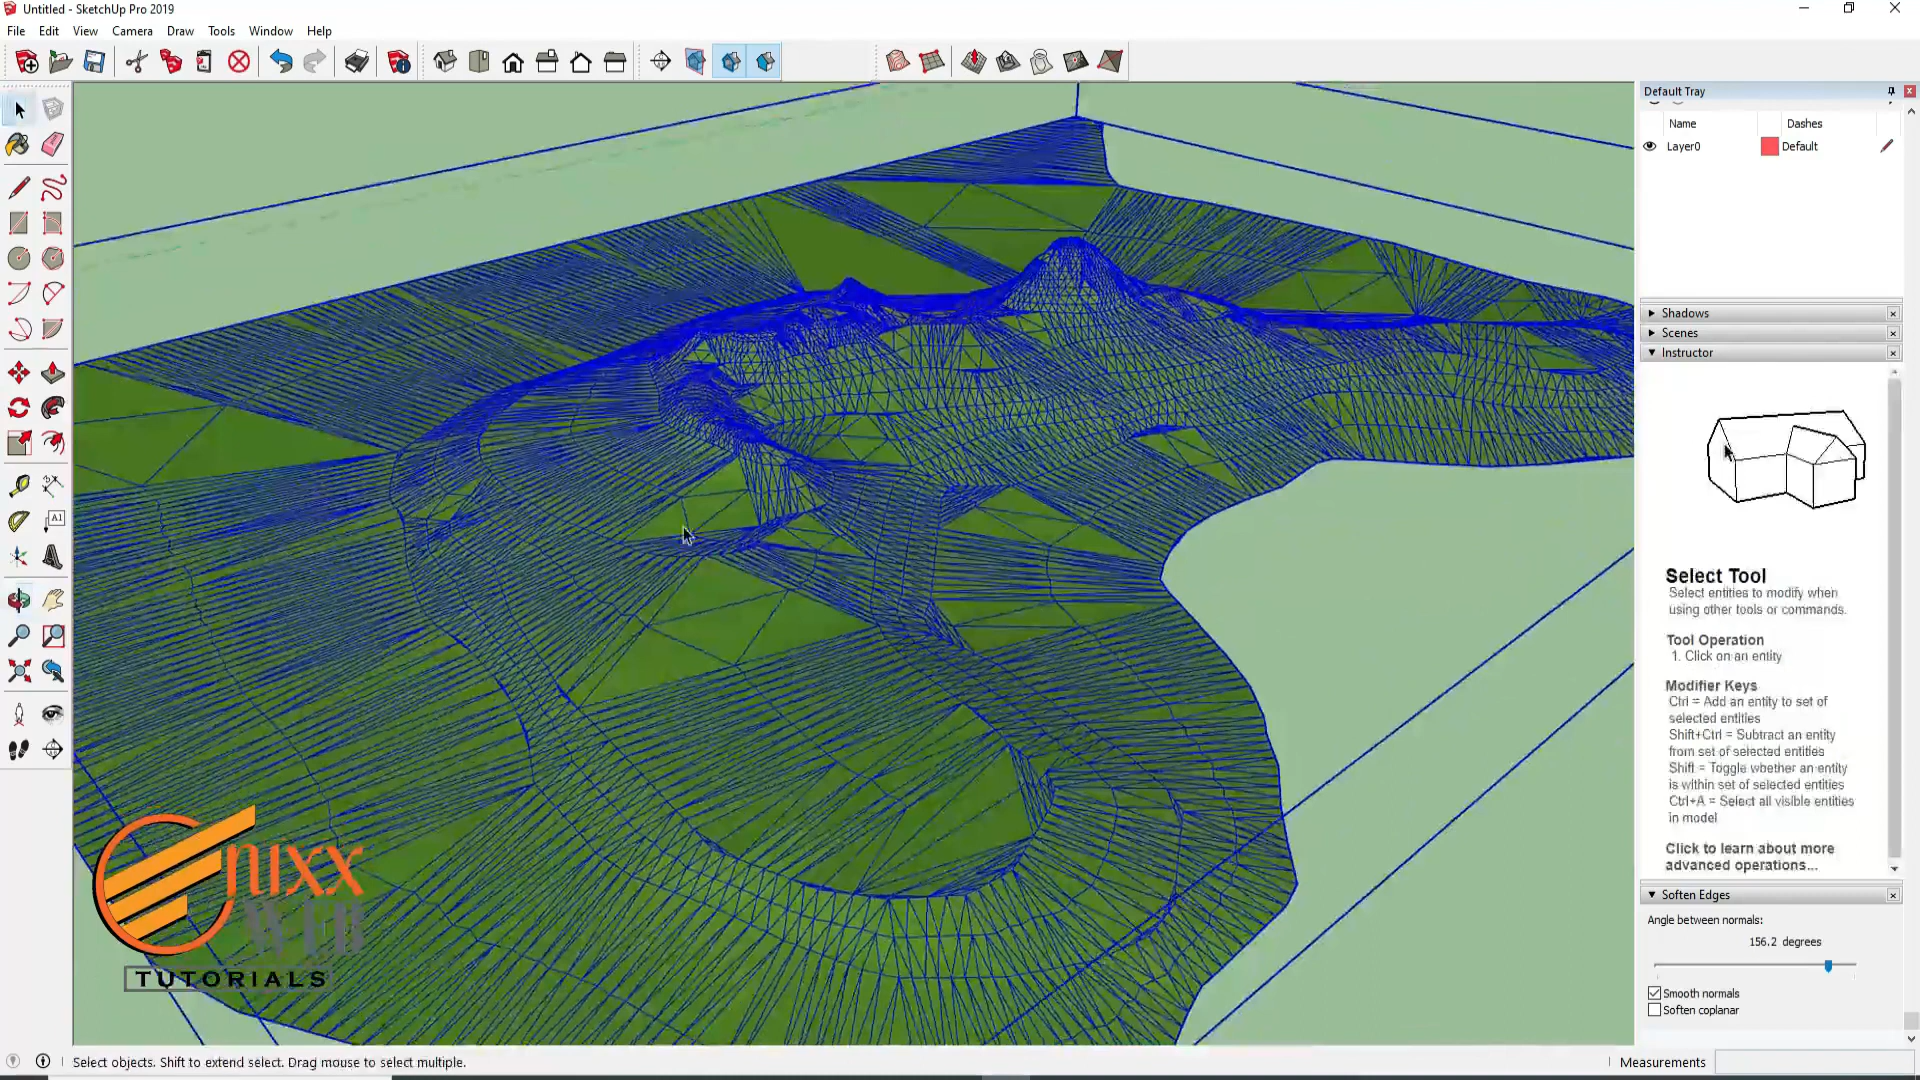 Untitled - SketchUp Pro 2019
File Edit View Camera Draw Tools Window Help
Default Tray
Name Dashes
Layer0 Default
Shadows
Scenes
Instructor
Select Tool
Select entities to modify when
using other tools or commands.
Tool Operation
1. Click on an entity
Modifier Keys
Ctrl = Add an entity to set of
selected entities
Shift+Ctrl = Subtract an entity
from set of selected entities
Shift = Toggle whether an entity
is within set of selected entities
Ctrl+A = Select all visible entities
in model
Click to learn about more
advanced operations...
Soften Edges
Angle between normals:
156.2 degrees
Smooth normals
Soften coplanar
A1
ENIXX
WEB
TUTORIALS
Select objects. Shift to extend select. Drag mouse to select multiple.
Measurements